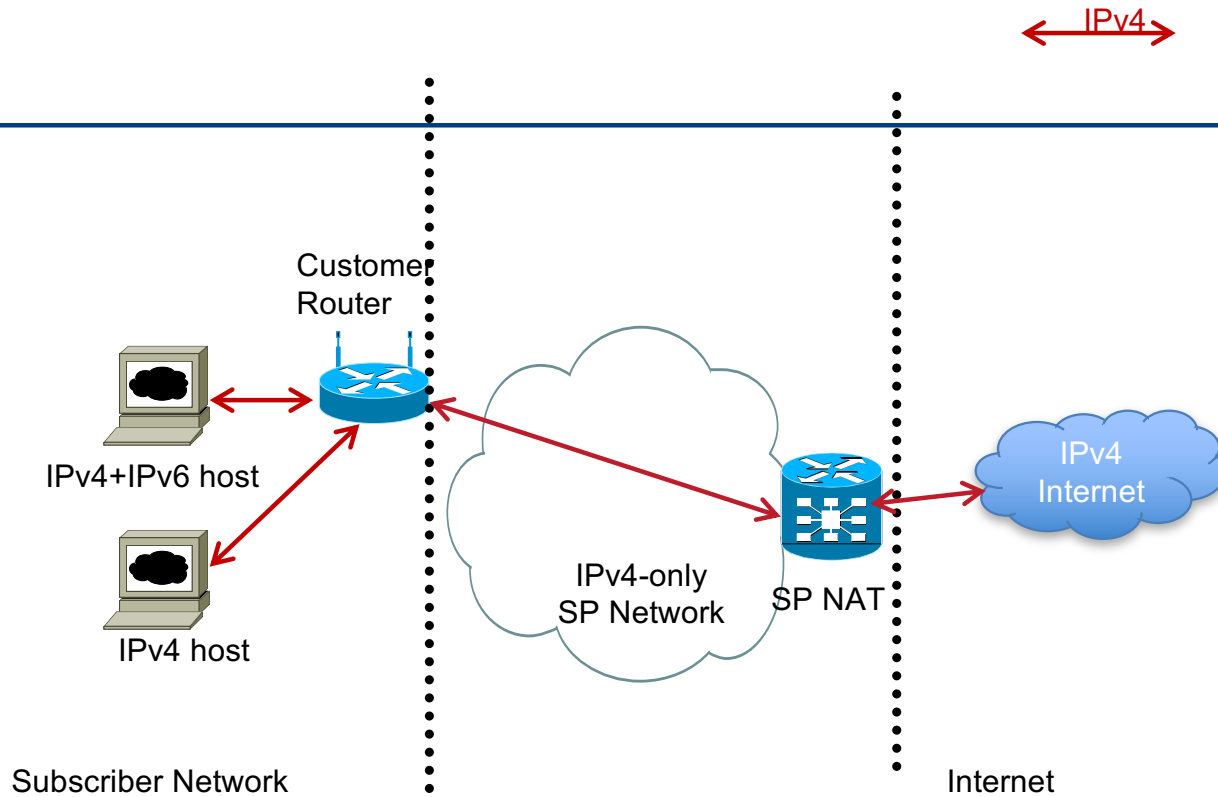 IPv4
Customer
Router
IPv4+IPv6 host
IPv4 host
IPv4-only
SP Network
SP NAT
IPv4
Internet
Subscriber Network
Internet